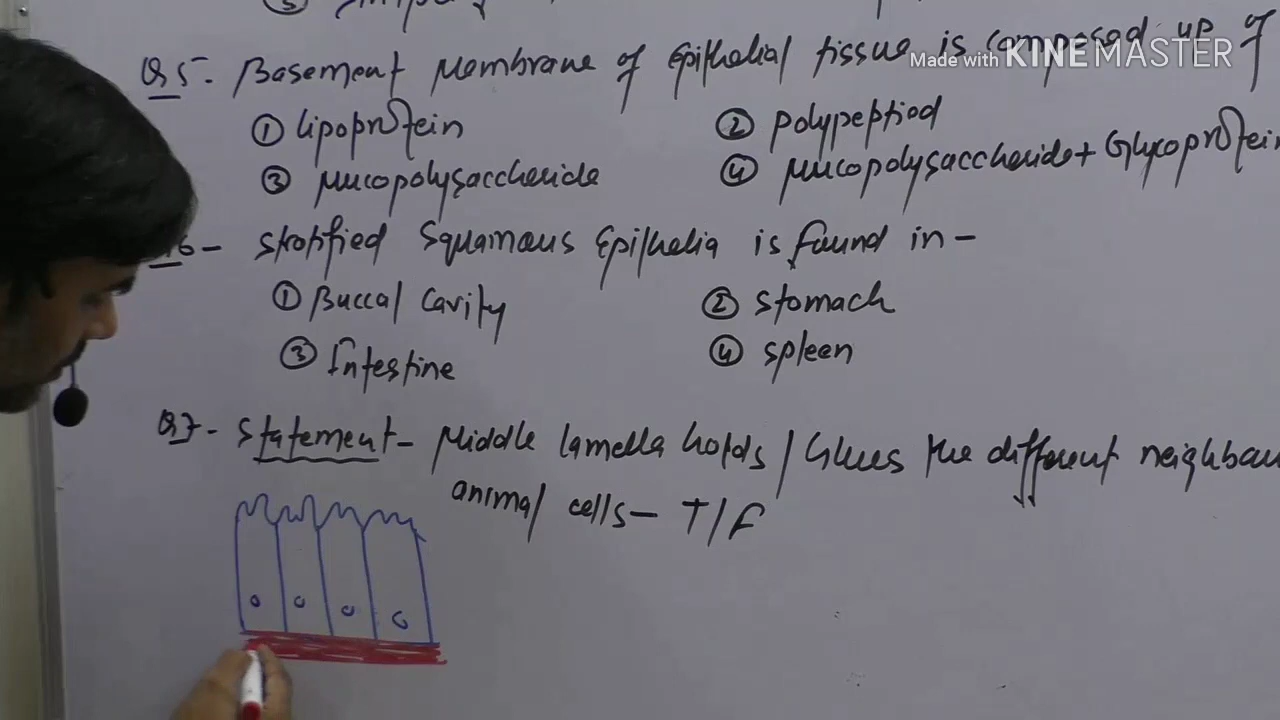 Q5- Basement Membrane of Epithelial tissue is composed up of
Made with KINEMASTER
① Lipoprotein ② Polypeptiod
③ Mucopolysaccharide ④ Mucopolysaccharide + Glycoprotein
6- Stratified Squamous Epithelia is found in-
① Buccal Cavity ② Stomach
③ Intestine ④ Spleen
Q7- Statement- Middle lamella holds/Glues the different neighbou
animal cells- T/F